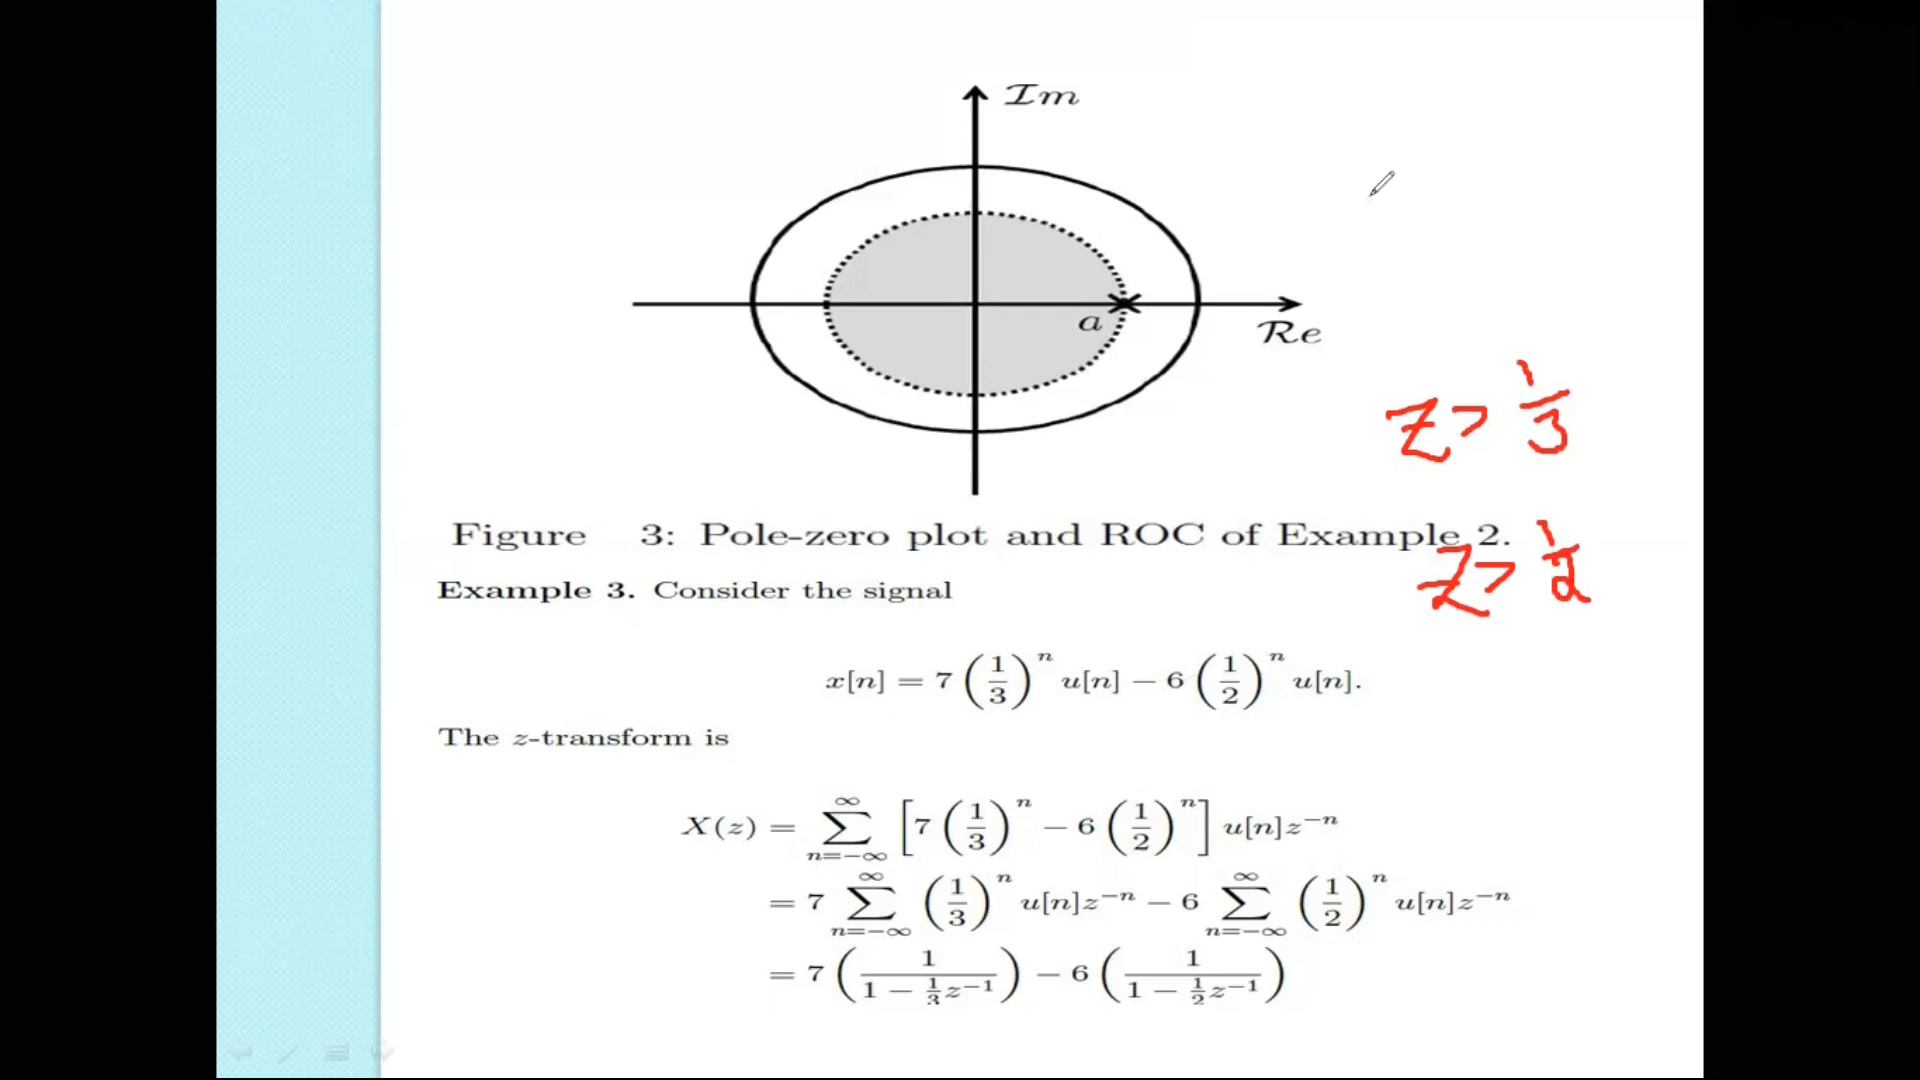 Im
a
Re
z > 1/3
Figure 3: Pole-zero plot and ROC of Example 2.
z > 1/2
Example 3. Consider the signal
x[n] = 7 (1/3)^n u[n] − 6 (1/2)^n u[n].
The z-transform is
X(z) = ∑_{n=−∞}^{∞} [7 (1/3)^n − 6 (1/2)^n] u[n]z^{−n}
= 7 ∑_{n=−∞}^{∞} (1/3)^n u[n]z^{−n} − 6 ∑_{n=−∞}^{∞} (1/2)^n u[n]z^{−n}
= 7 (1/(1 − 1/3 z^{−1})) − 6 (1/(1 − 1/2 z^{−1}))